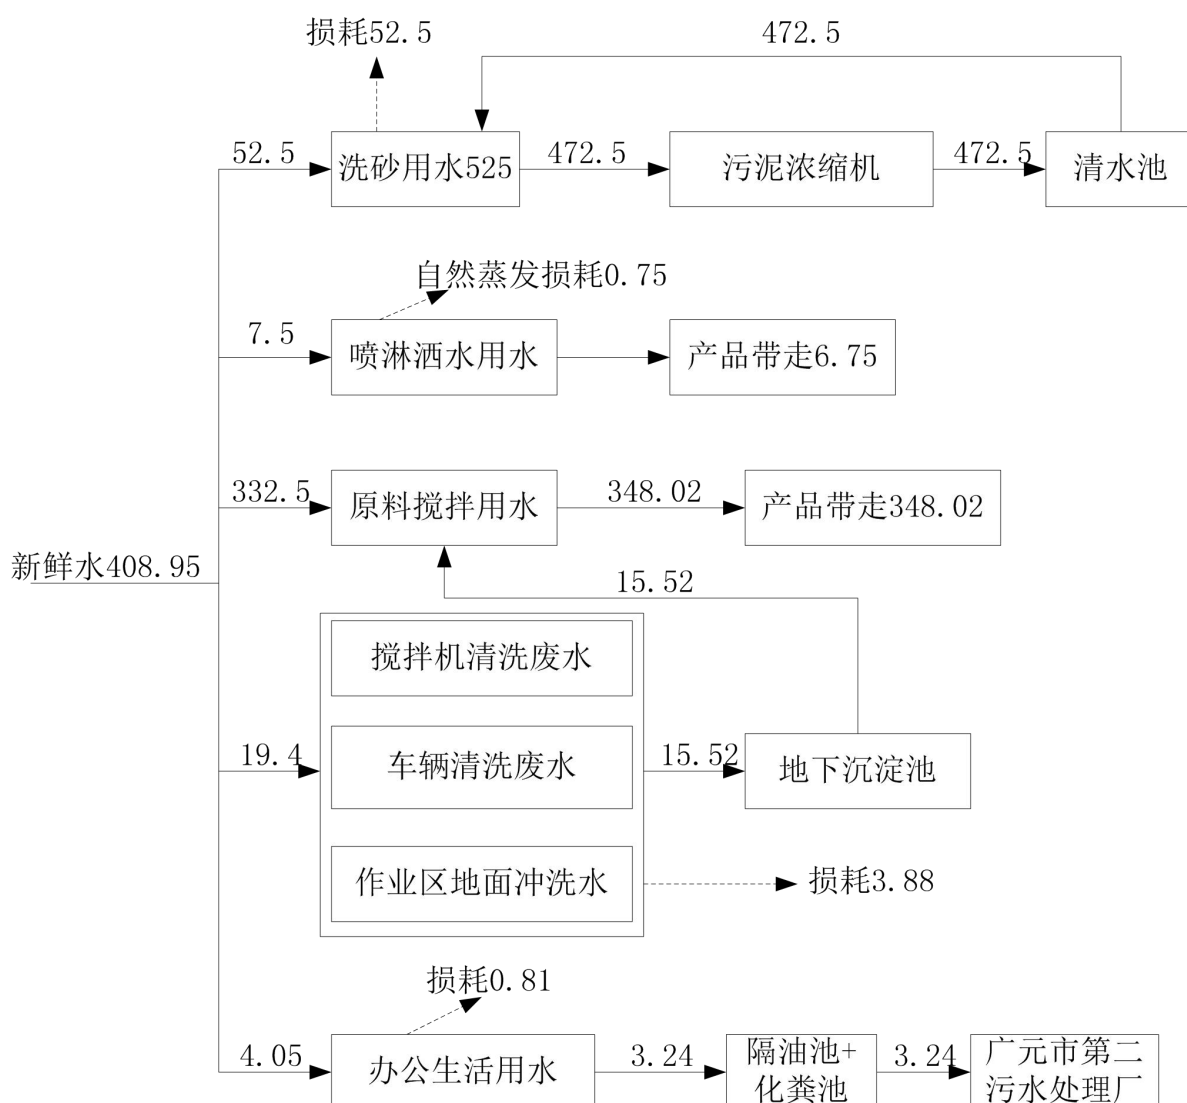 损耗52.5
472.5
52.5
洗砂用水525
472.5
污泥浓缩机
472.5
清水池
自然蒸发损耗0.75
7.5
喷淋洒水用水
产品带走6.75
332.5
原料搅拌用水
348.02
产品带走348.02
新鲜水408.95
15.52
搅拌机清洗废水
19.4
车辆清洗废水
15.52
地下沉淀池
作业区地面冲洗水
损耗3.88
损耗0.81
4.05
办公生活用水
3.24
隔油池+
化粪池
3.24
广元市第二
污水处理厂